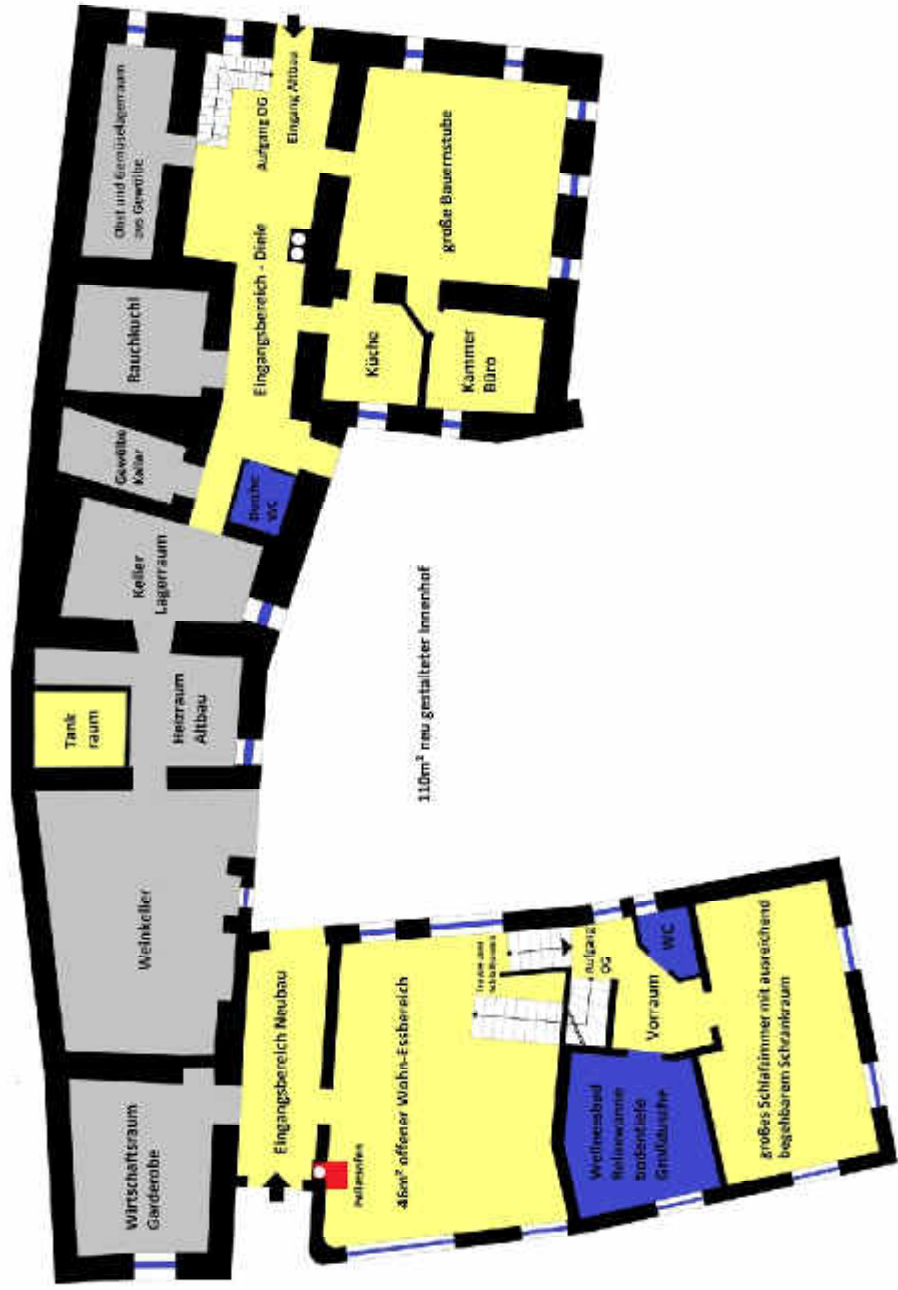 Obst und Gemüselagerraum
aus Gewölbe
Aufgang OG
Eingang Altbau
große Bauernstube
Rauchkuchl
Eingangsbereich - Diele
Küche
Kammer
Büro
Gewölbe
Keller
Dusche
WC
Keller
Lagerraum
Tank
raum
Heizraum
Altbau
110m² neu gestalteter Innenhof
Weinkeller
Wirtschaftsraum
Garderobe
Eingangsbereich Neubau
Pelletsofen
46m² offener Wohn-Essbereich
Aufgang
OG
WC
Vorraum
Wellnessbad
Relaxwanne
bodentiefe
Großdusche
großes Schlafzimmer mit ausreichend
begehbarem Schrankraum